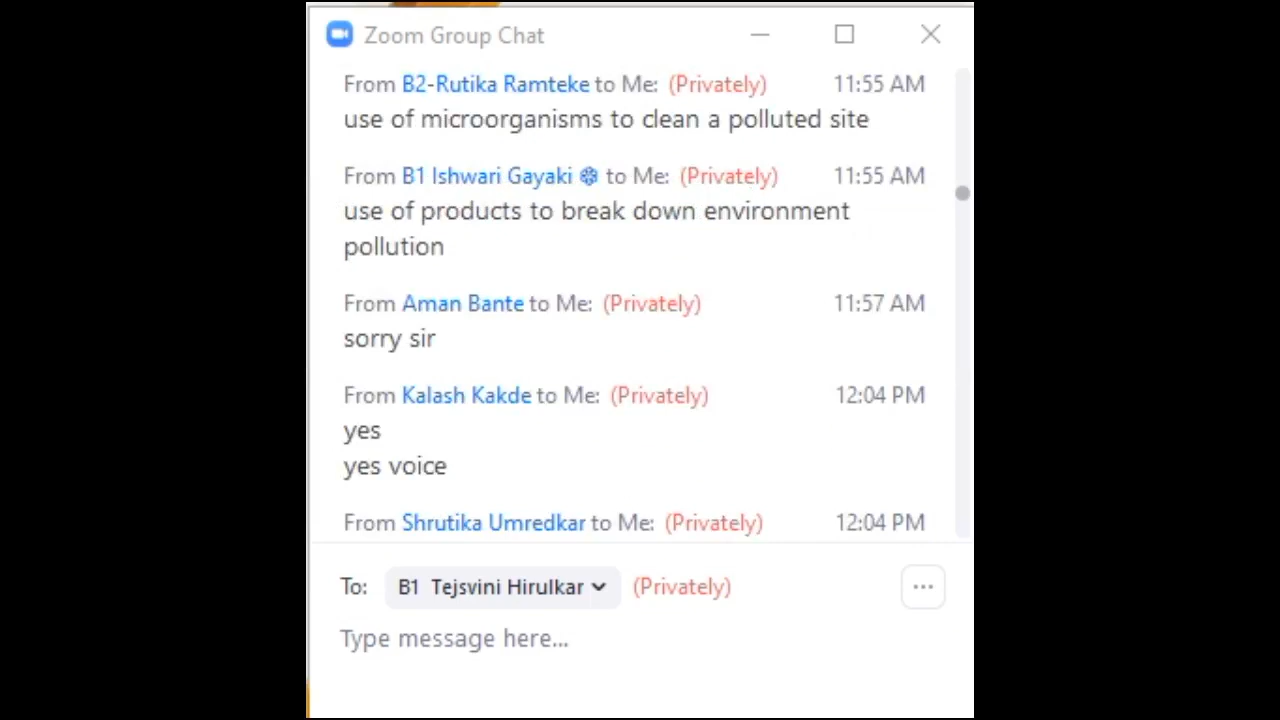 Zoom Group Chat
From B2-Rutika Ramteke to Me: (Privately) 11:55 AM
use of microorganisms to clean a polluted site
From B1 Ishwari Gayaki ❄ to Me: (Privately) 11:55 AM
use of products to break down environment
pollution
From Aman Bante to Me: (Privately) 11:57 AM
sorry sir
From Kalash Kakde to Me: (Privately) 12:04 PM
yes
yes voice
From Shrutika Umredkar to Me: (Privately) 12:04 PM
To: B1 Tejsvini Hirulkar (Privately)
Type message here...